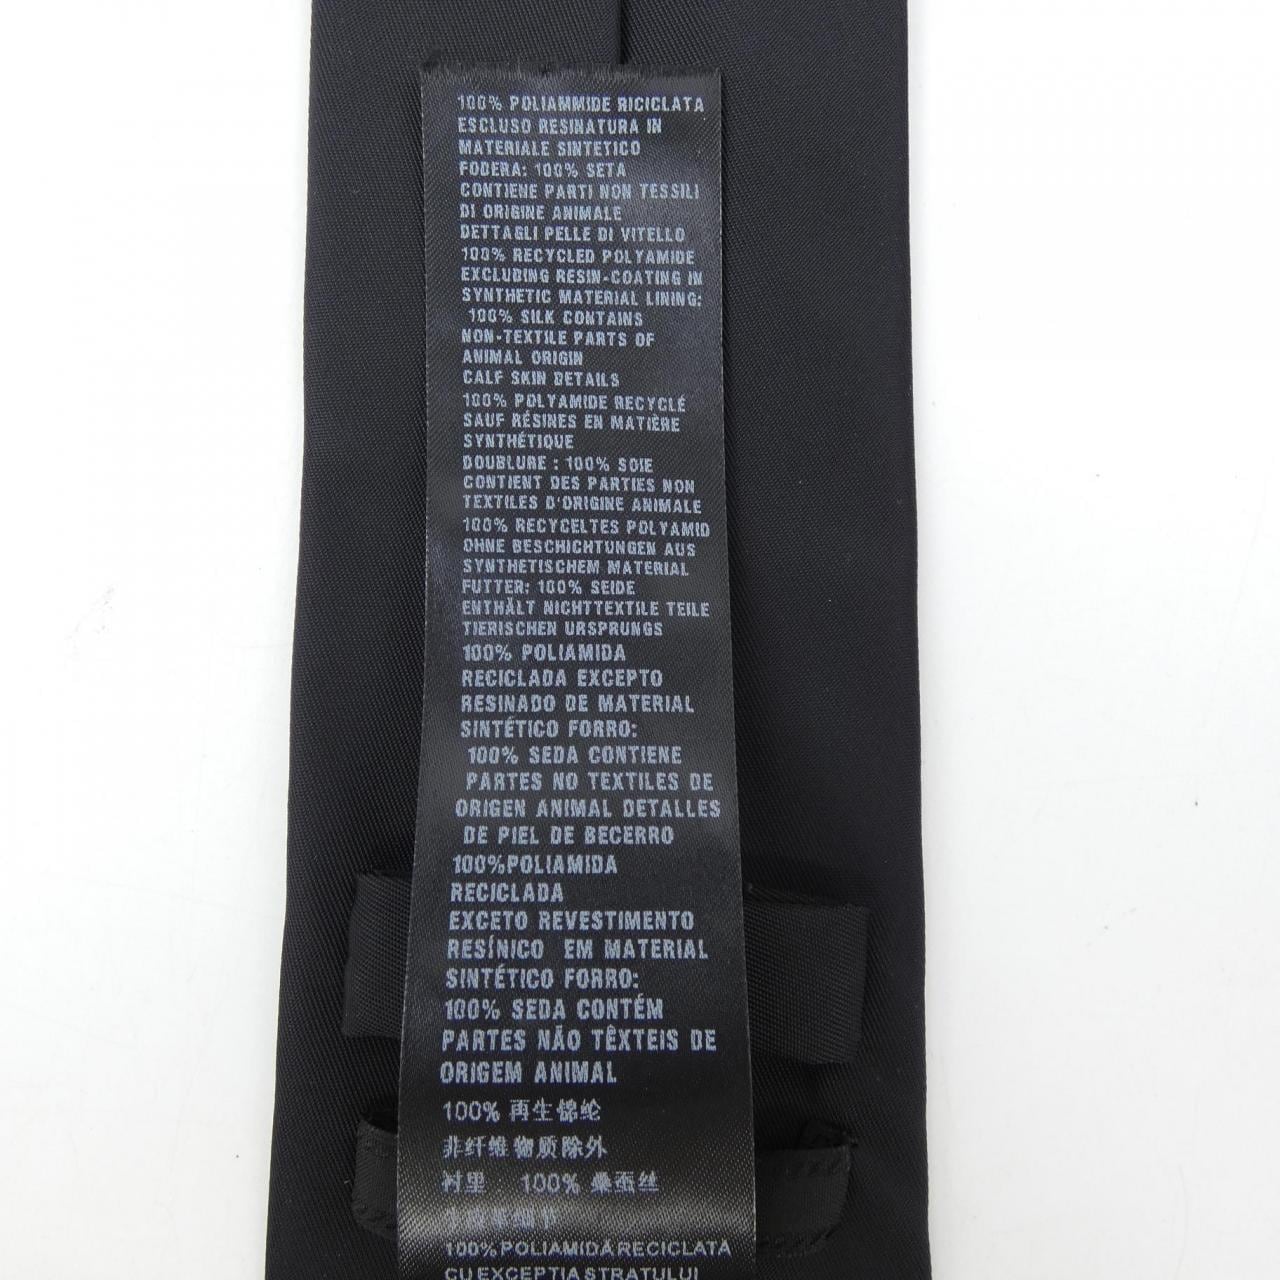 100% POLIAMMIDE RICICLATA
ESCLUSO RESINATURA IN
MATERIALE SINTETICO
FODERA: 100% SETA
CONTIENE PARTI NON TESSILI
DI ORIGINE ANIMALE
DETTAGLI PELLE DI VITELLO
100% RECYCLED POLYAMIDE
EXCLUDING RESIN-COATING IN
SYNTHETIC MATERIAL LINING:
100% SILK CONTAINS
NON-TEXTILE PARTS OF
ANIMAL ORIGIN
CALF SKIN DETAILS
100% POLYAMIDE RECYCLÉ
SAUF RÉSINES EN MATIÈRE
SYNTHÉTIQUE
DOUBLURE : 100% SOIE
CONTIENT DES PARTIES NON
TEXTILES D'ORIGINE ANIMALE
100% RECYCELTES POLYAMID
OHNE BESCHICHTUNGEN AUS
SYNTHETISCHEM MATERIAL
FUTTER: 100% SEIDE
ENTHÄLT NICHTTEXTILE TEILE
TIERISCHEN URSPRUNGS
100% POLIAMIDA
RECICLADA EXCEPTO
RESINADO DE MATERIAL
SINTÉTICO FORRO:
100% SEDA CONTIENE
PARTES NO TEXTILES DE
ORIGEN ANIMAL DETALLES
DE PIEL DE BECERRO
100%POLIAMIDA
RECICLADA
EXCETO REVESTIMENTO
RESÍNICO EM MATERIAL
SINTÉTICO FORRO:
100% SEDA CONTÉM
PARTES NÃO TÊXTEIS DE
ORIGEM ANIMAL
100% 再生锦纶
非纤维物质除外
衬里 100% 桑蚕丝
100%POLIAMIDĂ RECICLATĂ
CU EXCEPȚIA STRATULUI